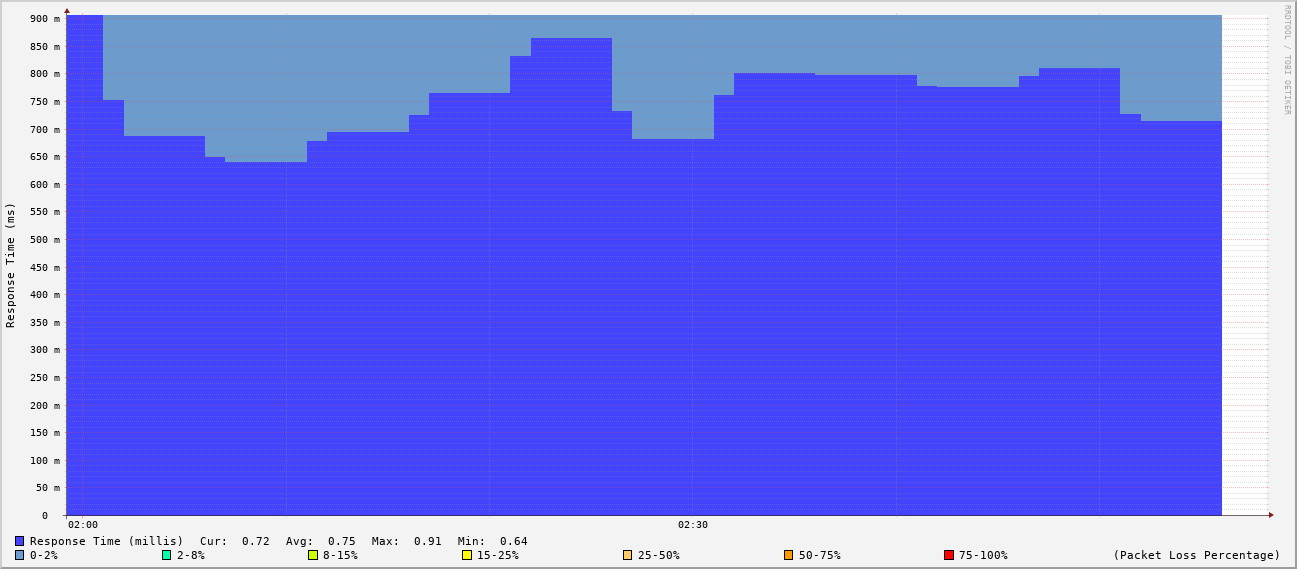 RRDTOOL / TOBI OETIKER
Response Time (ms)
900 m
850 m
800 m
750 m
700 m
650 m
600 m
550 m
500 m
450 m
400 m
350 m
300 m
250 m
200 m
150 m
100 m
50 m
0
02:00 02:30
Response Time (millis) Cur: 0.72 Avg: 0.75 Max: 0.91 Min: 0.64
0-2% 2-8% 8-15% 15-25% 25-50% 50-75% 75-100% (Packet Loss Percentage)